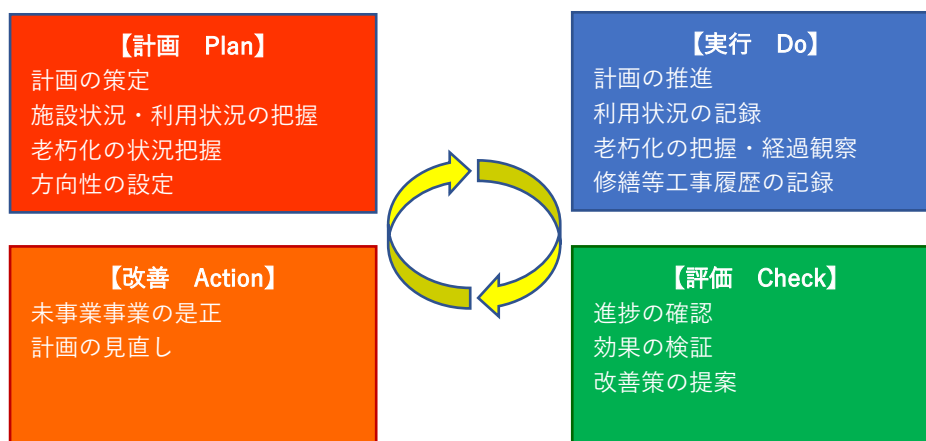 【計画　Plan】
計画の策定
施設状況・利用状況の把握
老朽化の状況把握
方向性の設定
【実行　Do】
計画の推進
利用状況の記録
老朽化の把握・経過観察
修繕等工事履歴の記録
【改善　Action】
未事業事業の是正
計画の見直し
【評価　Check】
進捗の確認
効果の検証
改善策の提案